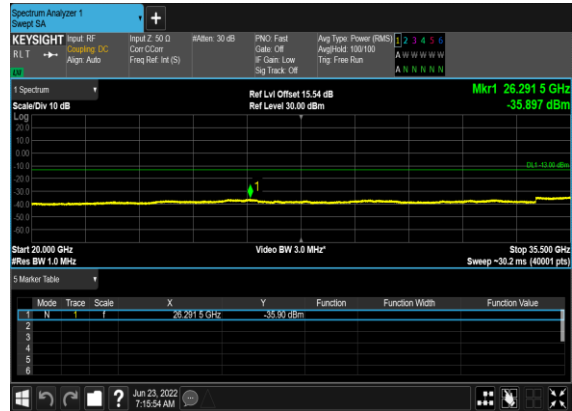 Spectrum Analyzer 1
Swept SA
+
KEYSIGHT Input: RF Input Z: 50 Ω #Atten: 30 dB PNO: Fast Avg Type: Power (RMS) 1 2 3 4 5 6
RLT Coupling: DC Corr CCorr Gate: Off Avg|Hold: 100/100 A W W W W W
Align: Auto Freq Ref: Int (S) IF Gain: Low Trig: Free Run
Sig Track: Off A N N N N N
1 Spectrum Ref Lvl Offset 15.54 dB Mkr1 26.291 5 GHz
Scale/Div 10 dB Ref Level 30.00 dBm -35.897 dBm
Log
20.0
10.0
0.00
-10.0 DL1 -13.00 dBm
-20.0
-30.0 1
-40.0
-50.0
-60.0
Start 20.000 GHz Video BW 3.0 MHz* Stop 35.500 GHz
#Res BW 1.0 MHz Sweep ~30.2 ms (40001 pts)
5 Marker Table
Mode Trace Scale X Y Function Function Width Function Value
1 N 1 f 26.291 5 GHz -35.90 dBm
2
3
4
5
6
? Jun 23, 2022
7:15:54 AM